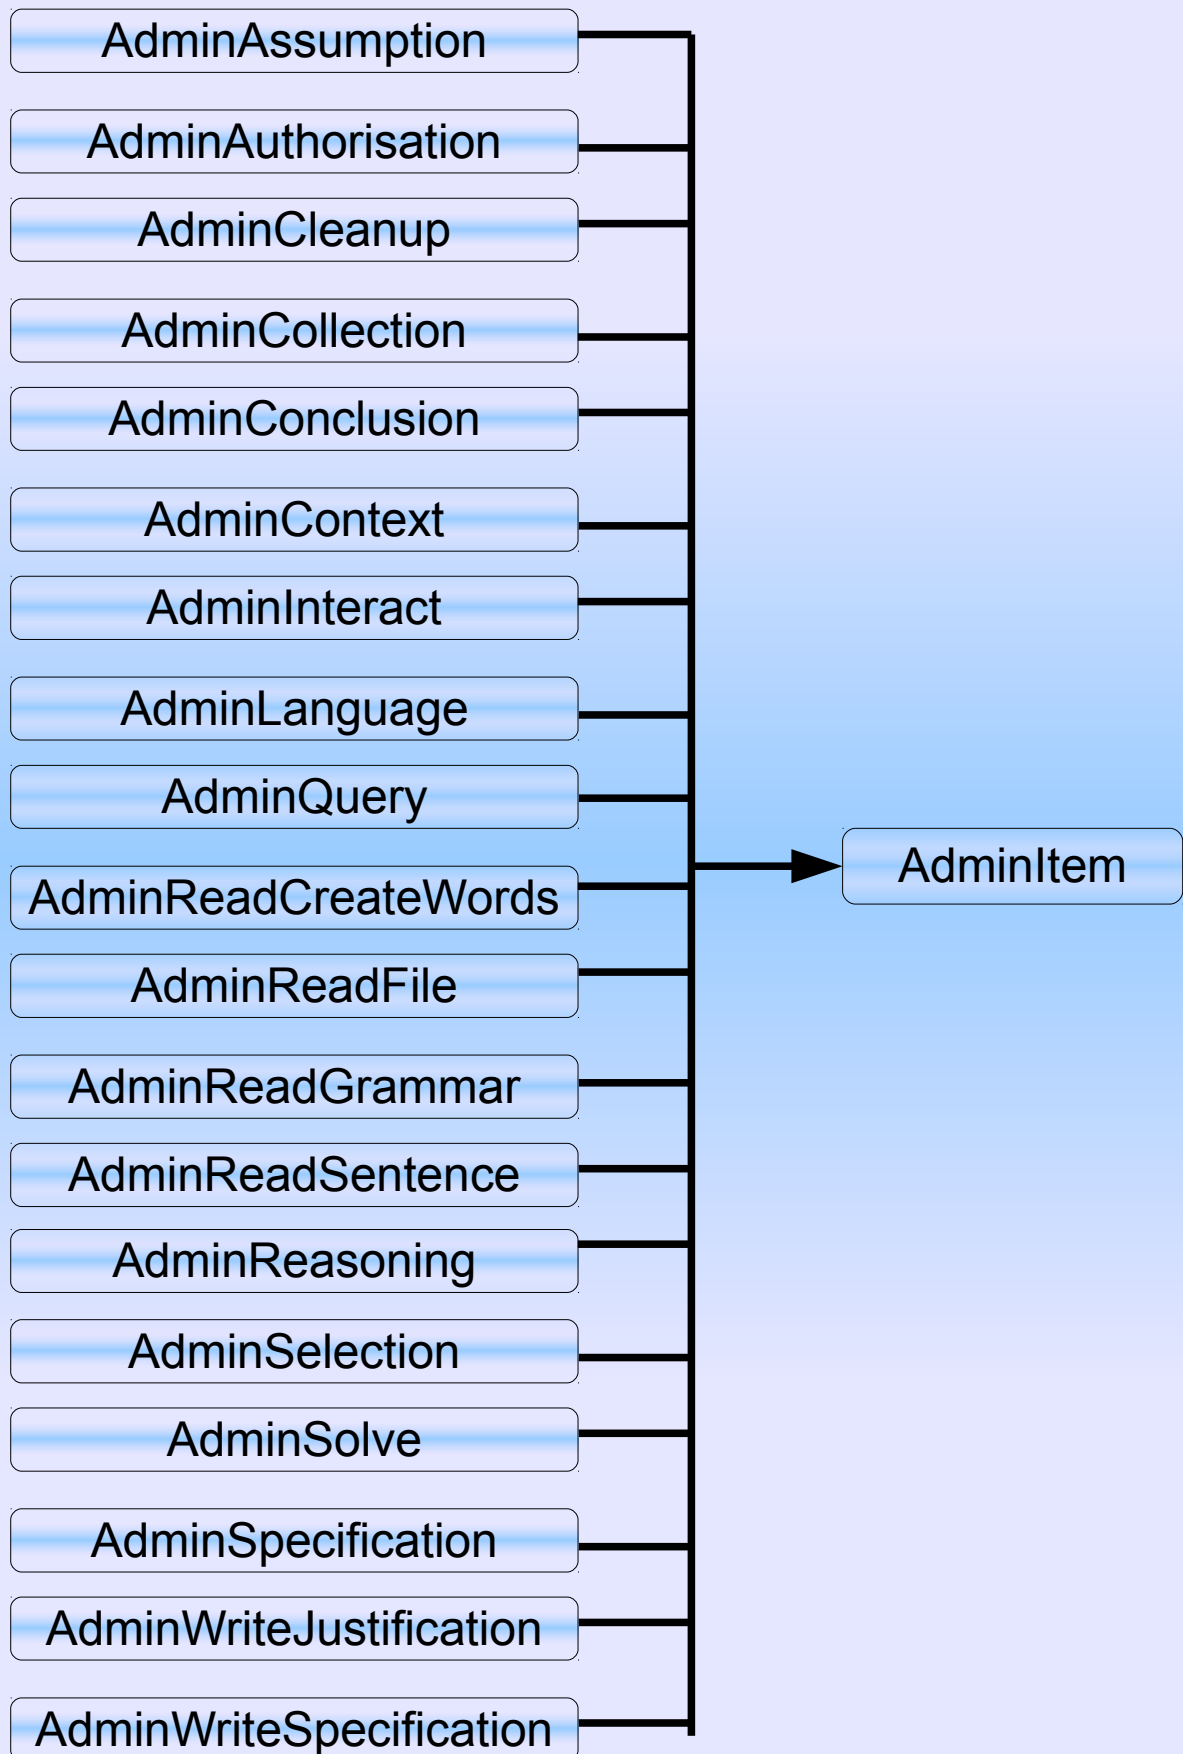 AdminAssumption
AdminAuthorisation
AdminCleanup
AdminCollection
AdminConclusion
AdminContext
AdminInteract
AdminLanguage
AdminQuery
AdminReadCreateWords
AdminReadFile
AdminReadGrammar
AdminReadSentence
AdminReasoning
AdminSelection
AdminSolve
AdminSpecification
AdminWriteJustification
AdminWriteSpecification
AdminItem